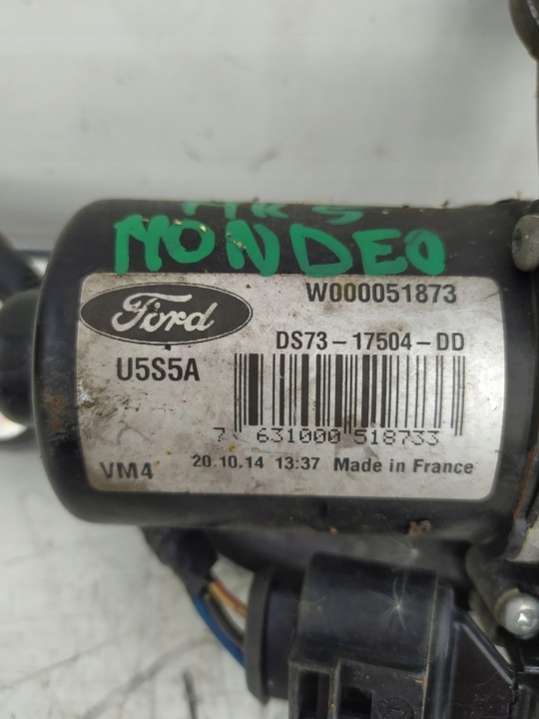 MK5
MONDEO
Ford
W000051873
DS73-17504-DD
U5S5A
7 631000 518733
VM4
20.10.14 13:37 Made in France